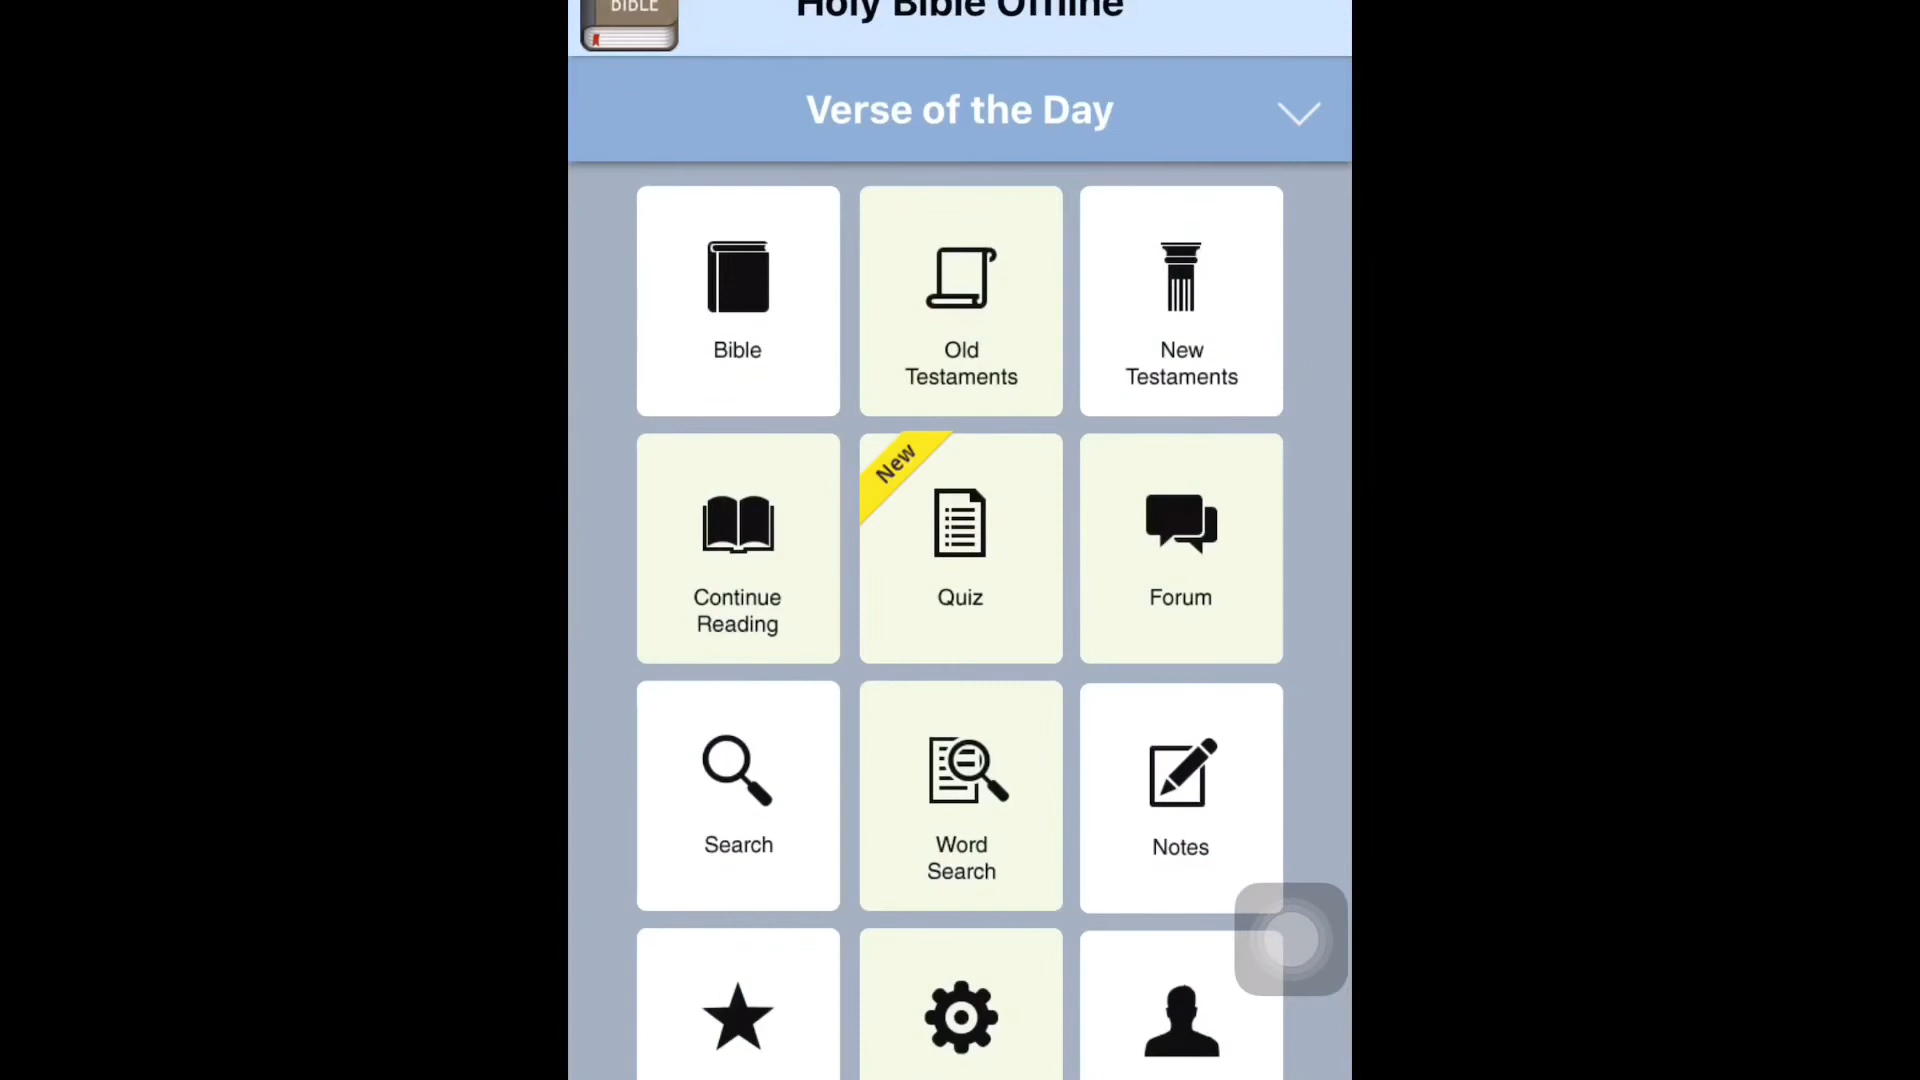 BIBLE
Holy Bible Offline
Verse of the Day
Bible
Old
Testaments
New
Testaments
Continue
Reading
New
Quiz
Forum
Search
Word
Search
Notes